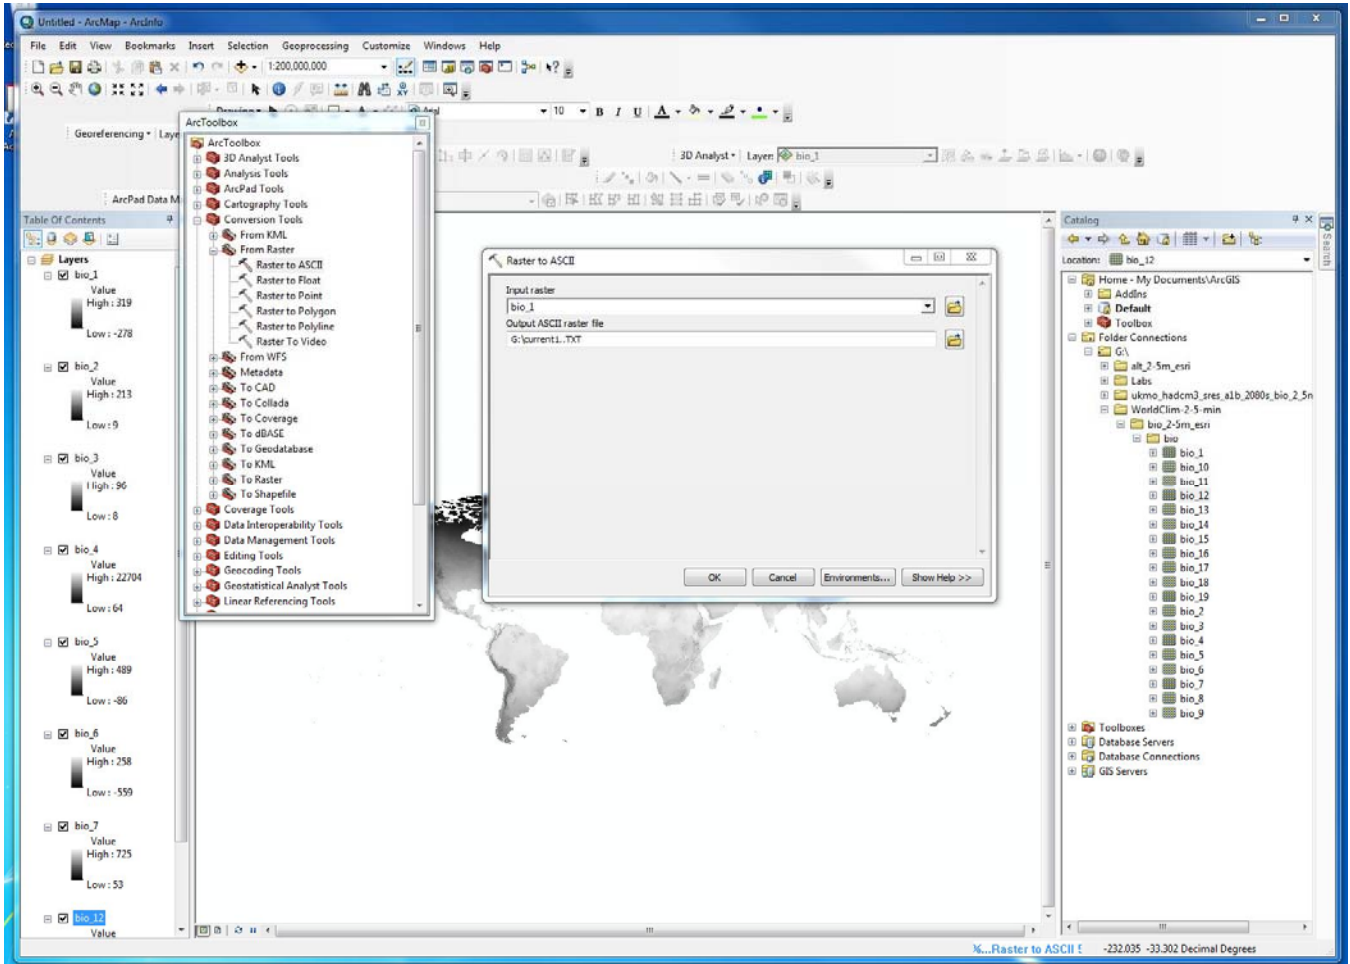 Untitled - ArcMap - ArcInfo
File Edit View Bookmarks Insert Selection Geoprocessing Customize Windows Help
1:200,000,000
10 B I U A
Georeferencing
ArcToolbox
3D Analyst Layer: bio_1
ArcPad Data
Table Of Contents
Layers
bio_1
Value
High : 319
Low : -278
bio_2
Value
High : 213
Low : 9
bio_3
Value
High : 96
Low : 8
bio_4
Value
High : 22704
Low : 64
bio_5
Value
High : 489
Low : -86
bio_6
Value
High : 258
Low : -559
bio_7
Value
High : 725
Low : 53
bio_12
Value
ArcToolbox
3D Analyst Tools
Analysis Tools
ArcPad Tools
Cartography Tools
Conversion Tools
From KML
From Raster
Raster to ASCII
Raster to Float
Raster to Point
Raster to Polygon
Raster to Polyline
Raster To Video
From WFS
Metadata
To CAD
To Collada
To Coverage
To dBASE
To Geodatabase
To KML
To Raster
To Shapefile
Coverage Tools
Data Interoperability Tools
Data Management Tools
Editing Tools
Geocoding Tools
Geostatistical Analyst Tools
Linear Referencing Tools
Raster to ASCII
Input raster
bio_1
Output ASCII raster file
OK Cancel Environments... Show Help >>
Catalog
Location: bio_12
Home - My Documents\ArcGIS
AddIns
Default
Toolbox
Folder Connections
G:\
alt_2-5m_esri
Labs
ukmo_hadcm3_sres_a1b_2080s_bio_2_5n
WorldClim-2-5-min
bio_2-5m_esri
bio
bio_1
bio_10
bio_11
bio_12
bio_13
bio_14
bio_15
bio_16
bio_17
bio_18
bio_19
bio_2
bio_3
bio_4
bio_5
bio_6
bio_7
bio_8
bio_9
Toolboxes
Database Servers
Database Connections
GIS Servers
Search
...Raster to ASCII -232.035 -33.302 Decimal Degrees